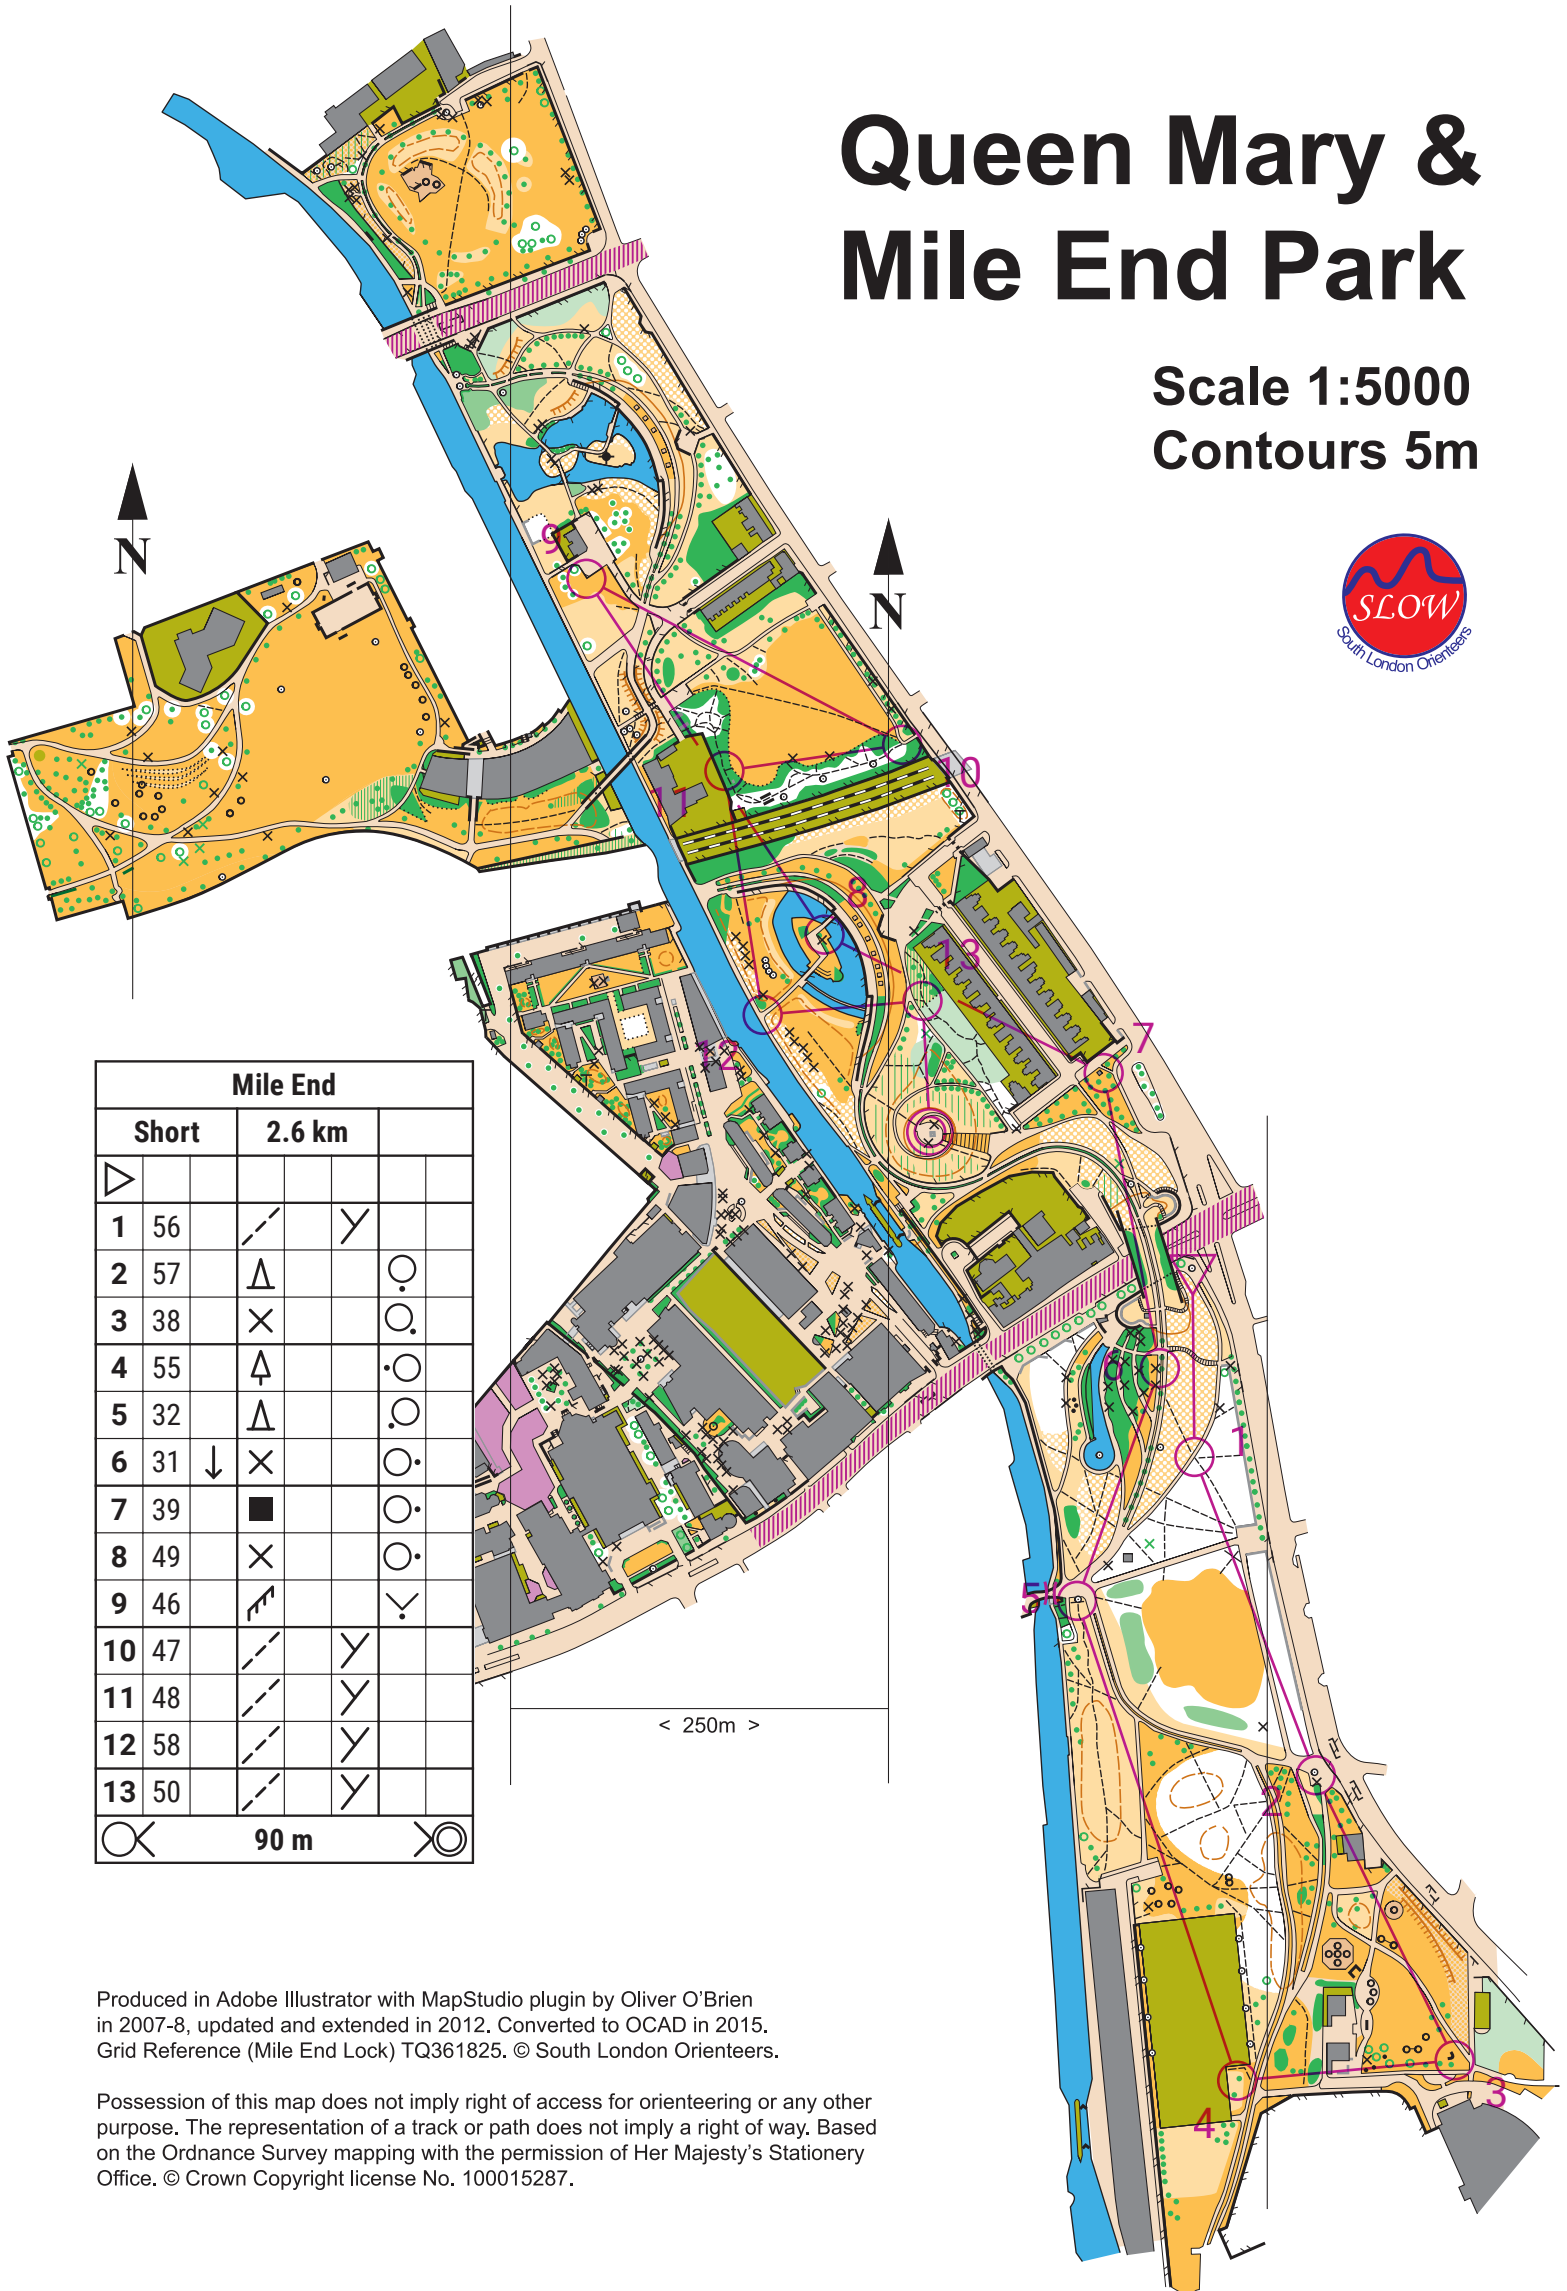 Queen Mary &
Mile End Park
Scale 1:5000
Contours 5m
SLOW
South London Orienteers
N
N
9
10
11
8
13
12
7
6
1
5
2
3
4
Mile End
Short 2.6 km
1 56
2 57
3 38
4 55
5 32
6 31
7 39
8 49
9 46
10 47
11 48
12 58
13 50
90 m
< 250m >
Produced in Adobe Illustrator with MapStudio plugin by Oliver O'Brien
in 2007-8, updated and extended in 2012. Converted to OCAD in 2015.
Grid Reference (Mile End Lock) TQ361825. © South London Orienteers.
Possession of this map does not imply right of access for orienteering or any other
purpose. The representation of a track or path does not imply a right of way. Based
on the Ordnance Survey mapping with the permission of Her Majesty's Stationery
Office. © Crown Copyright license No. 100015287.